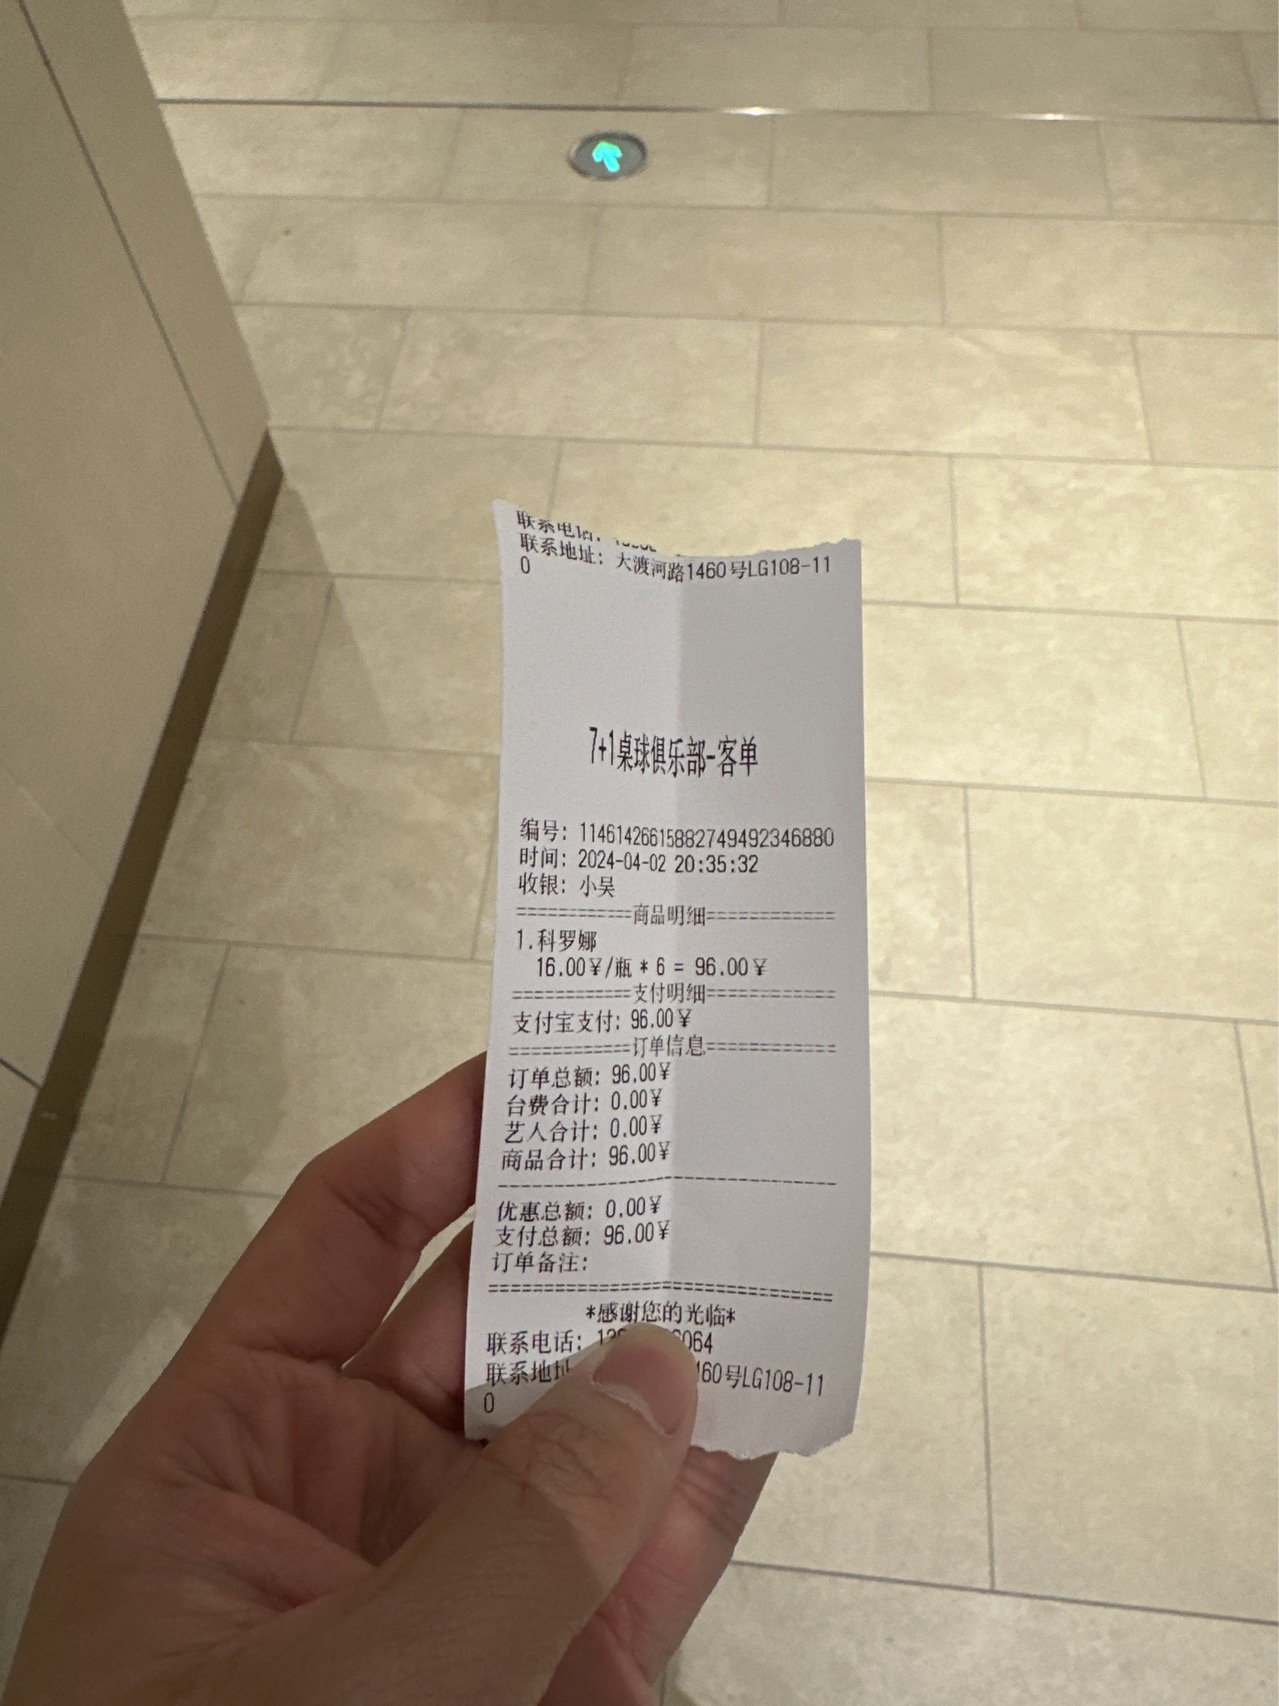 联系电话:
联系地址: 大渡河路1460号LG108-11
0
7+1桌球俱乐部-客单
编号: 1146142661588274949234688​0
时间: 2024-04-02 20:35:32
收银: 小吴
===========商品明细============
1.科罗娜
16.00¥/瓶 * 6 = 96.00¥
===========支付明细============
支付宝支付: 96.00¥
===========订单信息============
订单总额: 96.00¥
台费合计: 0.00¥
艺人合计: 0.00¥
商品合计: 96.00¥
--------------------------------
优惠总额: 0.00¥
支付总额: 96.00¥
订单备注:
================================
*感谢您的光临*
联系电话: 064
联系地址 160号LG108-11
0